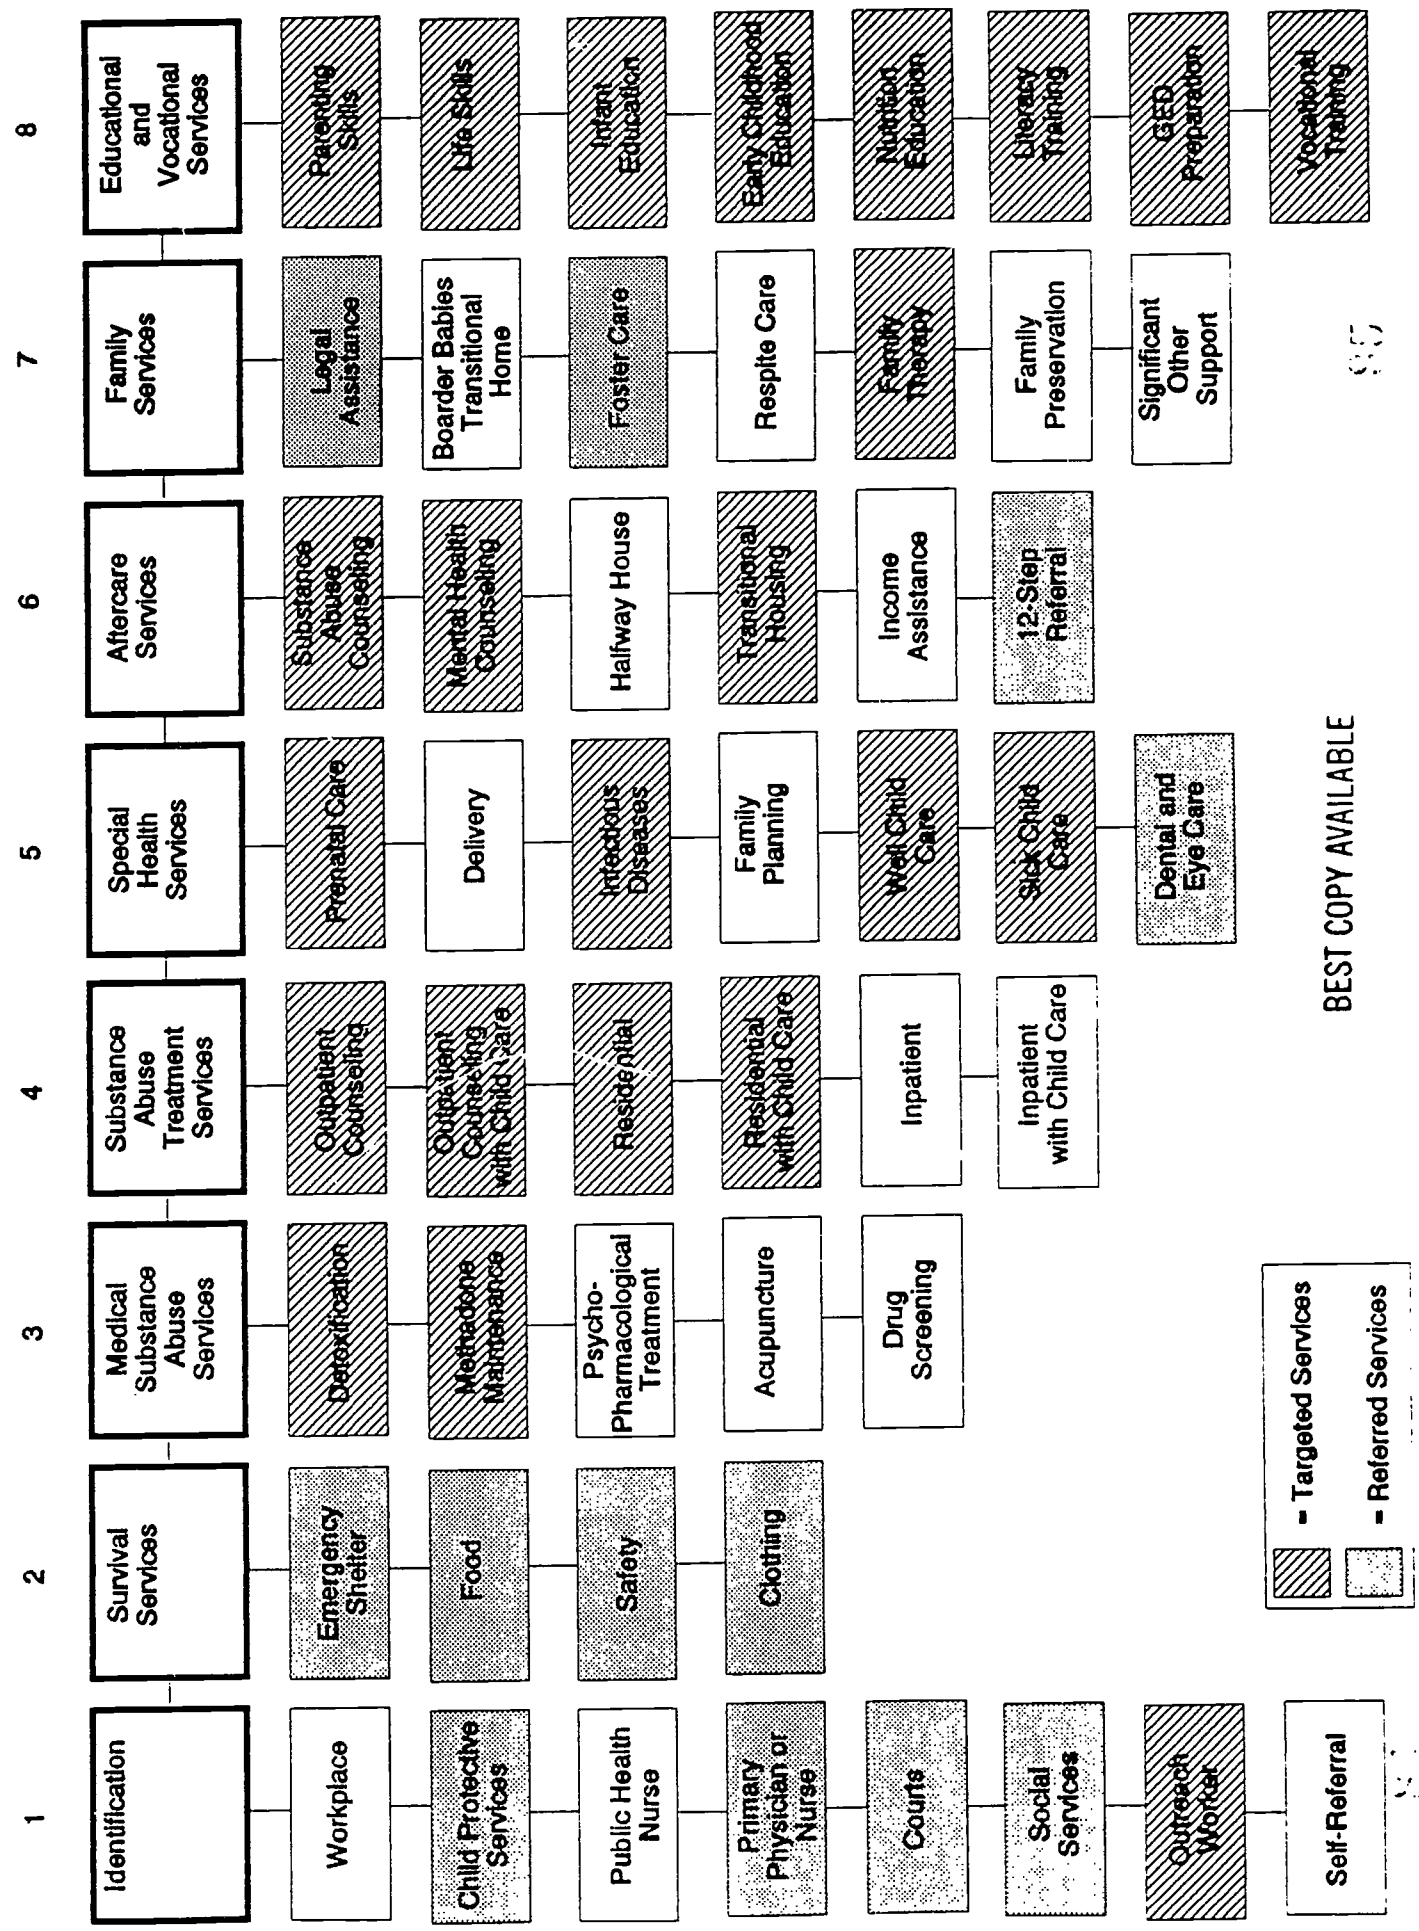 1
Identification
Workplace
Child Protective
Services
Public Health
Nurse
Primary
Physician or
Nurse
Courts
Social
Services
Outreach
Worker
Self-Referral
2
Survival
Services
Emergency
Shelter
Food
Safety
Clothing
3
Medical
Substance
Abuse
Services
Detoxification
Methadone
Maintenance
Psycho-
Pharmacological
Treatment
Acupuncture
Drug
Screening
4
Substance
Abuse
Treatment
Services
Outpatient
Counseling
Outpatient
Counseling
with Child Care
Residential
Residential
with Child Care
Inpatient
Inpatient
with Child Care
5
Special
Health
Services
Prenatal Care
Delivery
Infectious
Diseases
Family
Planning
Well Child
Care
Sick Child
Care
Dental and
Eye Care
6
Aftercare
Services
Substance
Abuse
Counseling
Mental Health
Counseling
Halfway House
Transitional
Housing
Income
Assistance
12-Step
Referral
7
Family
Services
Legal
Assistance
Boarder Babies
Transitional
Home
Foster Care
Respite Care
Family
Therapy
Family
Preservation
Significant
Other
Support
8
Educational
and
Vocational
Services
Parenting
Skills
Life Skills
Infant
Education
Early Childhood
Education
Nutrition
Education
Literacy
Training
GED
Preparation
Vocational
Training
= Targeted Services
= Referred Services
BEST COPY AVAILABLE